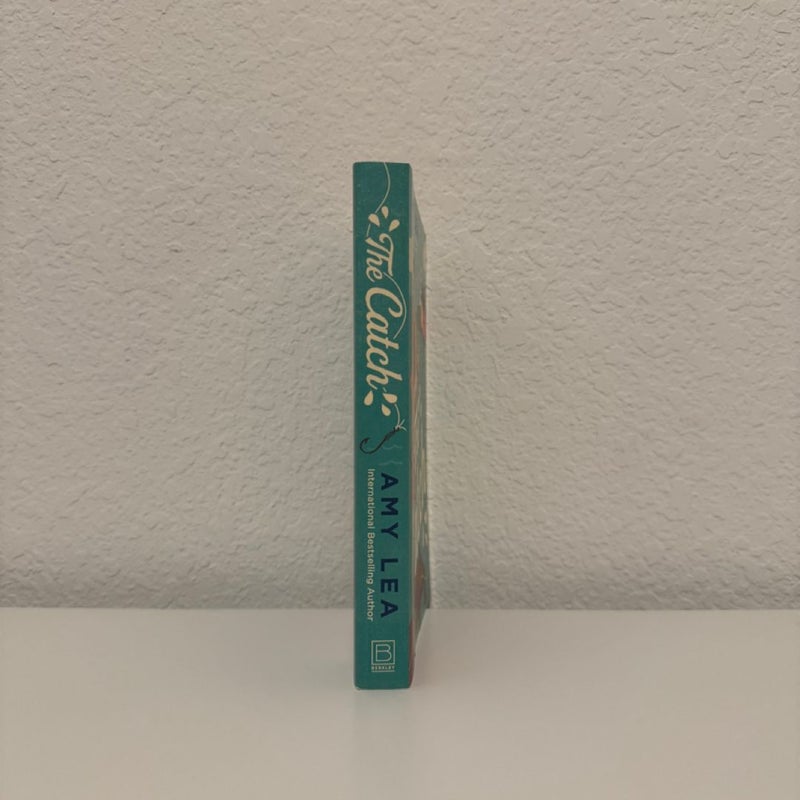 The Catch
AMY LEA
International Bestselling Author
B
BERKLEY